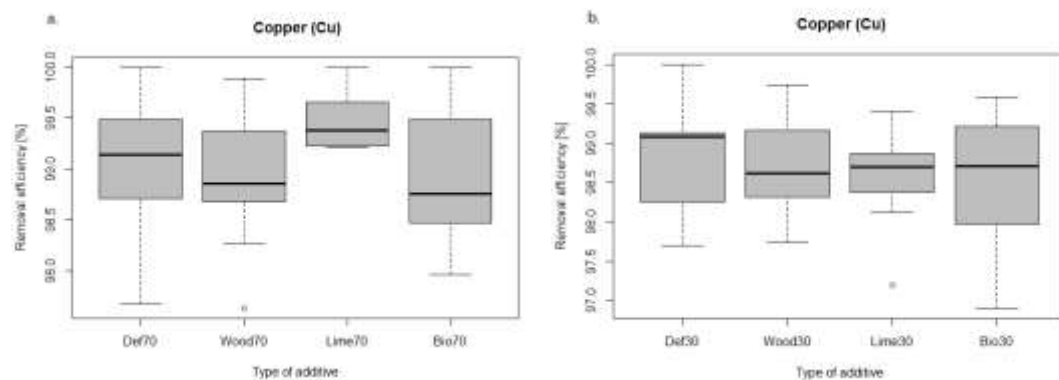 a.
Copper (Cu)
Removal efficiency [%]
100.0
99.5
99.0
98.5
98.0
Def70 Wood70 Lime70 Bio70
Type of additive
b.
Copper (Cu)
Removal efficiency [%]
100.0
99.5
99.0
98.5
98.0
97.5
97.0
Def30 Wood30 Lime30 Bio30
Type of additive